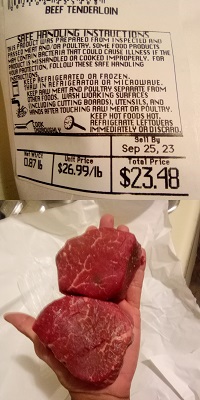 BEEF TENDERLOIN
SAFE HANDLING INSTRUCTIONS
THIS PRODUCT WAS PREPARED FROM INSPECTED AND
PASSED MEAT AND/OR POULTRY. SOME FOOD PRODUCTS
MAY CONTAIN BACTERIA THAT COULD CAUSE ILLNESS IF THE
PRODUCT IS MISHANDLED OR COOKED IMPROPERLY. FOR
YOUR PROTECTION, FOLLOW THESE SAFE HANDLING
INSTRUCTIONS.
KEEP REFRIGERATED OR FROZEN.
THAW IN REFRIGERATOR OR MICROWAVE.
KEEP RAW MEAT AND POULTRY SEPARATE FROM
OTHER FOODS. WASH WORKING SURFACES
(INCLUDING CUTTING BOARDS), UTENSILS, AND
HANDS AFTER TOUCHING RAW MEAT OR POULTRY.
KEEP HOT FOODS HOT.
COOK REFRIGERATE LEFTOVERS
THOROUGHLY. IMMEDIATELY OR DISCARD.
Sell By
Sep 25, 23
Net Weight Unit Price Total Price
0.87 lb $26.99/lb $23.48